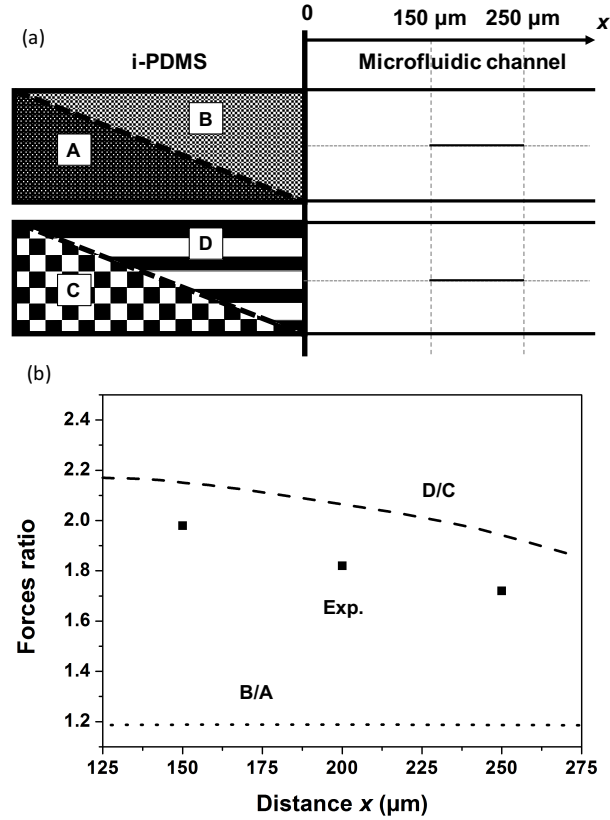 (a)
0
150 µm 250 µm
x
i-PDMS
Microfluidic channel
B
A
D
C
(b)
2.4
2.2
2.0
1.8
1.6
1.4
1.2
Forces ratio
D/C
Exp.
B/A
125 150 175 200 225 250 275
Distance x (µm)